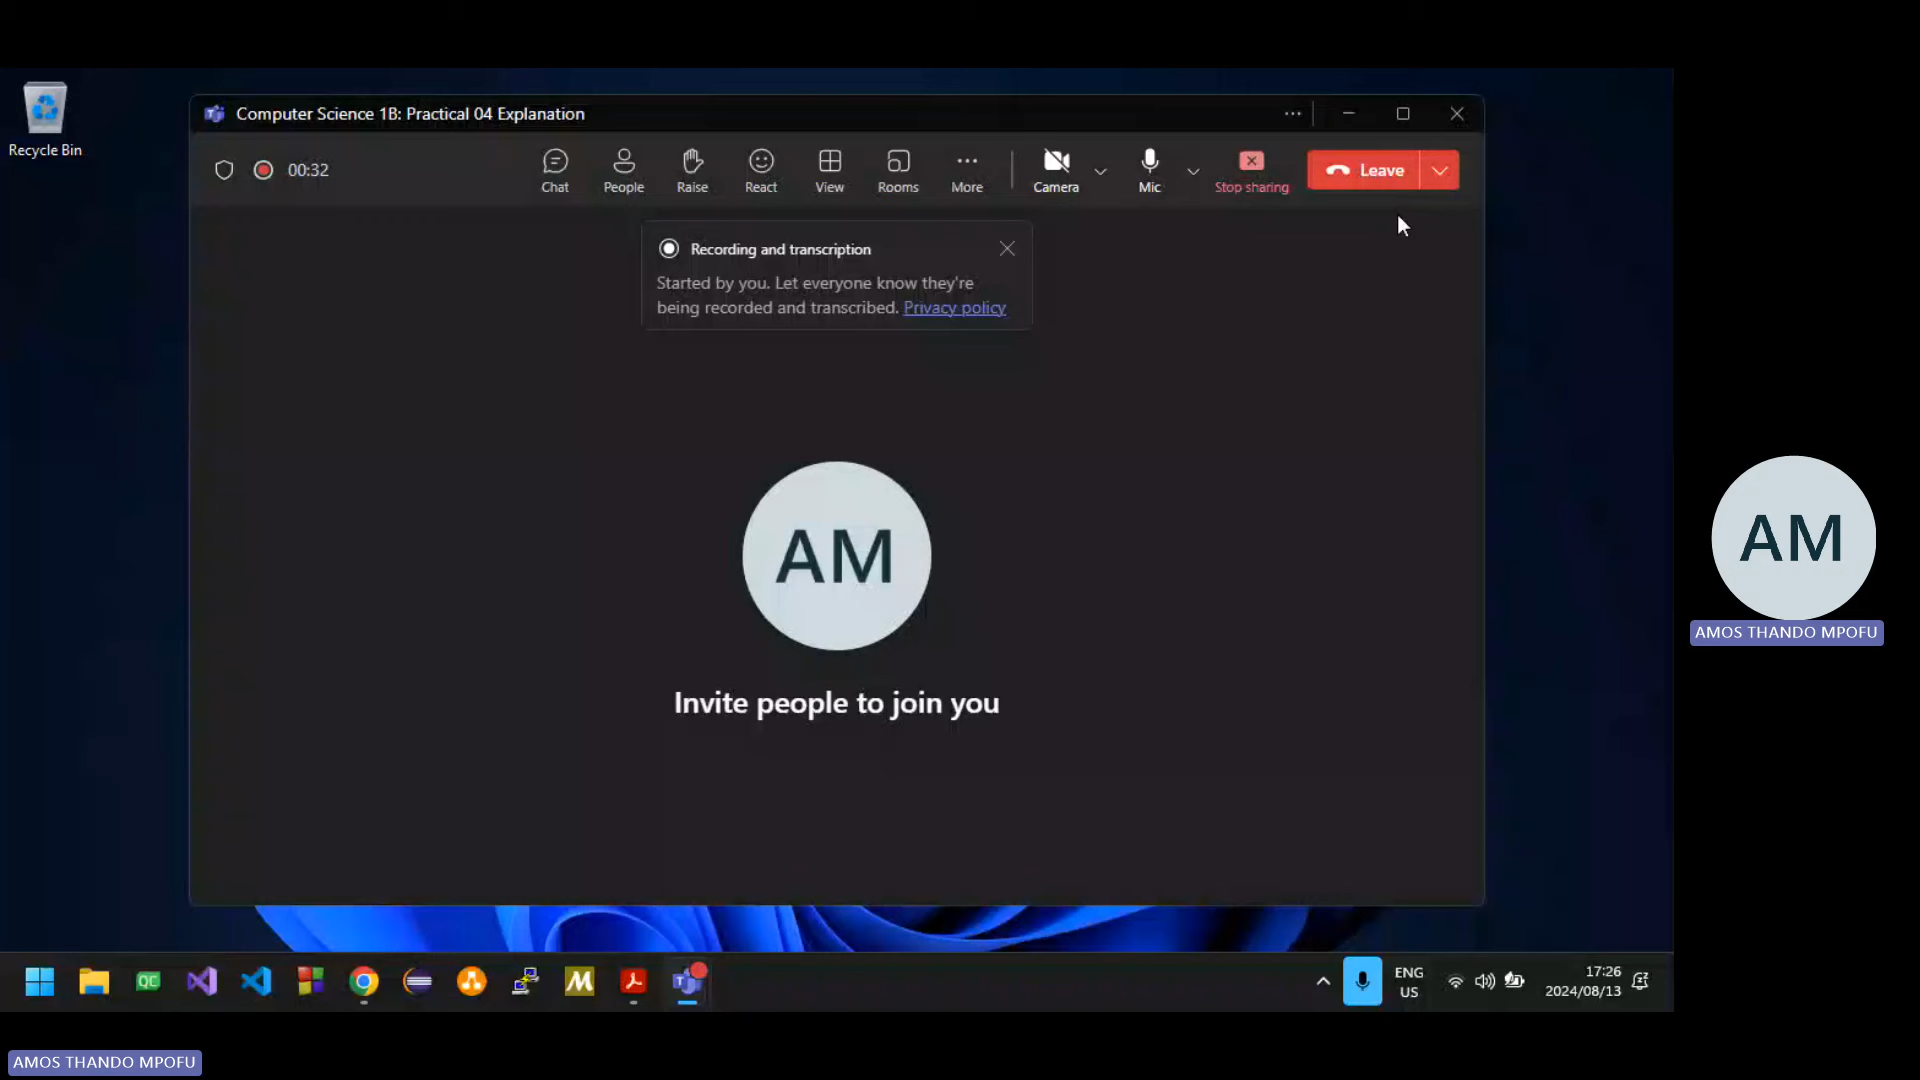 Recycle Bin
Computer Science 1B: Practical 04 Explanation
00:32
Chat
People
Raise
React
View
Rooms
More
Camera
Mic
Stop sharing
Leave
Recording and transcription
Started by you. Let everyone know they're
being recorded and transcribed. Privacy policy
AM
Invite people to join you
AM
AMOS THANDO MPOFU
QC
M
T
ENG
US
17:26
2024/08/13
AMOS THANDO MPOFU